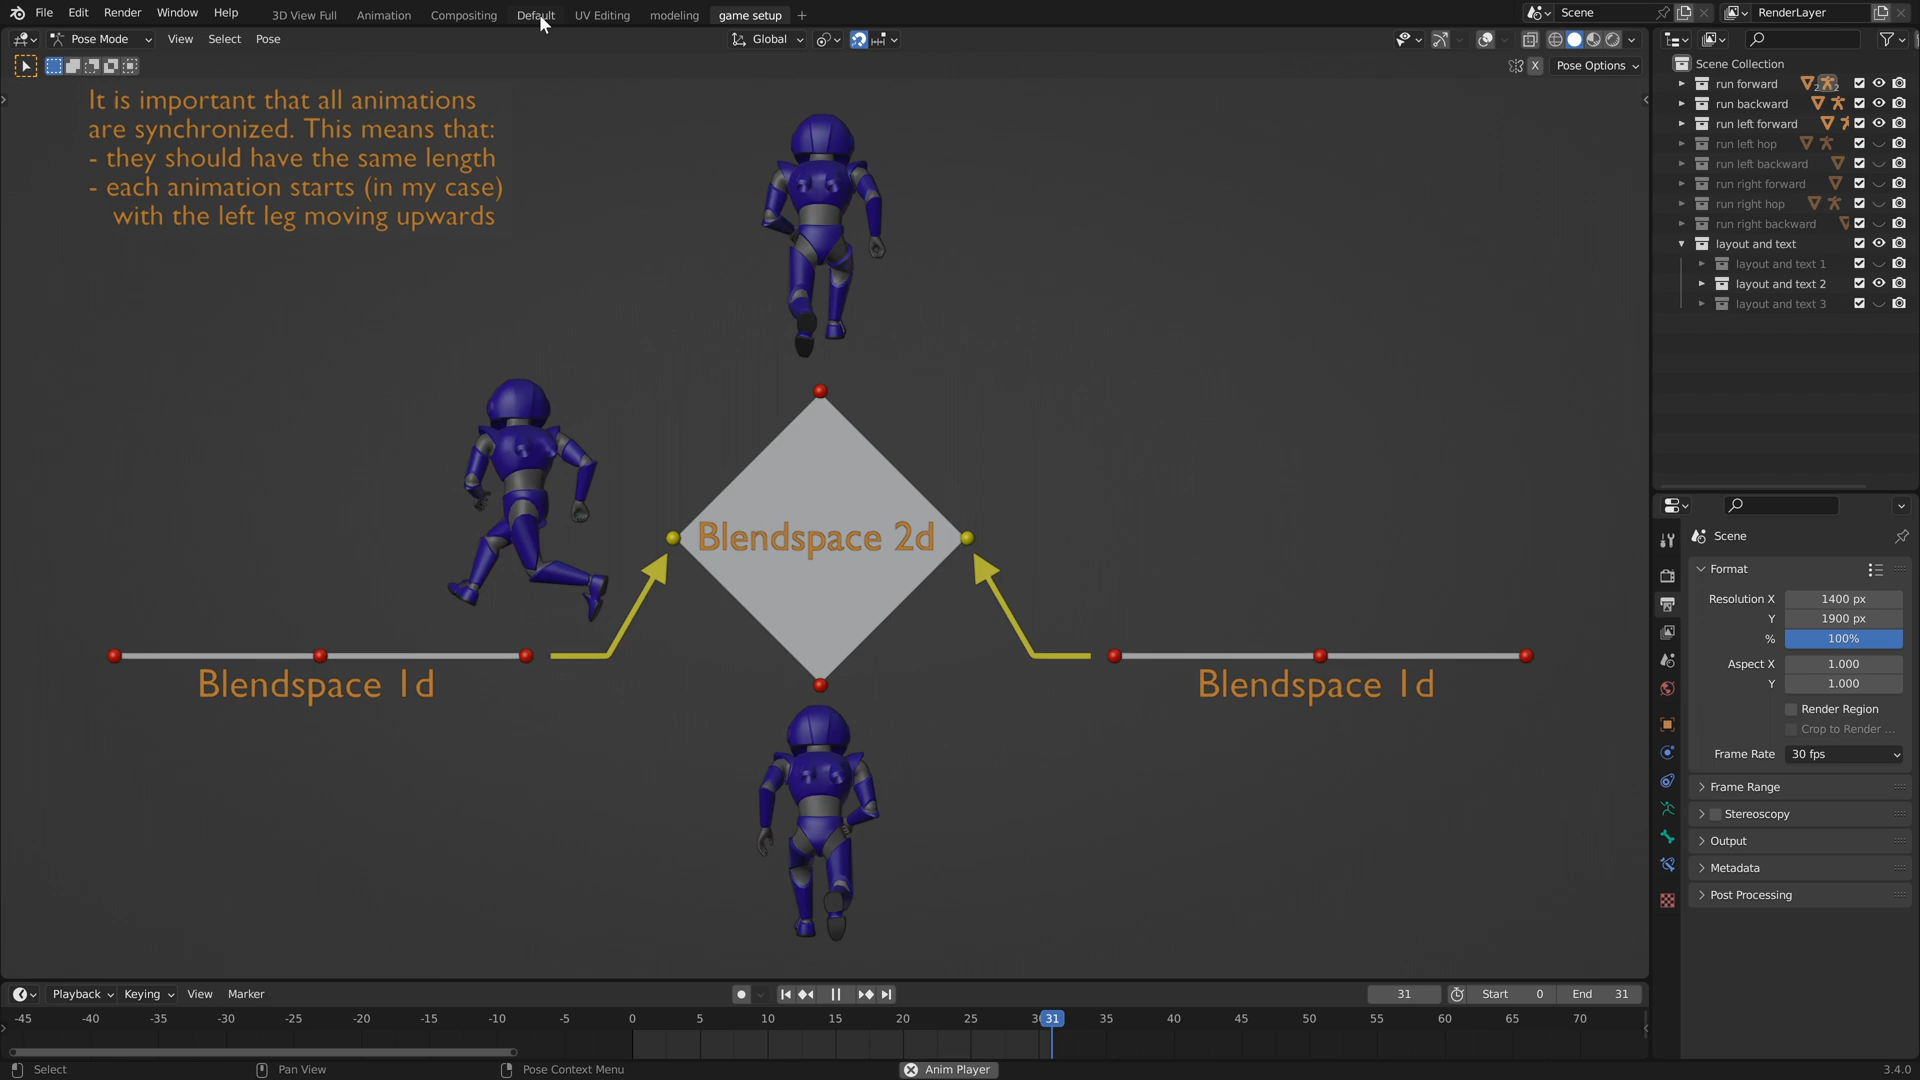 File Edit Render Window Help 3D View Full Animation Compositing Default UV Editing modeling game setup Scene RenderLayer
Pose Mode View Select Pose Global
X Pose Options
It is important that all animations
are synchronized. This means that:
- they should have the same length
- each animation starts (in my case)
with the left leg moving upwards
Blendspace 2d
Blendspace 1d
Blendspace 1d
Scene Collection
run forward
run backward
run left forward
run left hop
run left backward
run right forward
run right hop
run right backward
layout and text
layout and text 1
layout and text 2
layout and text 3
Scene
Format
Resolution X 1400 px
Y 1900 px
% 100%
Aspect X 1.000
Y 1.000
Render Region
Crop to Render ...
Frame Rate 30 fps
Frame Range
Stereoscopy
Output
Metadata
Post Processing
Playback Keying View Marker 31 Start 0 End 31
-45 -40 -35 -30 -25 -20 -15 -10 -5 0 5 10 15 20 25 31 35 40 45 50 55 60 65 70
Select Pan View Pose Context Menu Anim Player 3.4.0